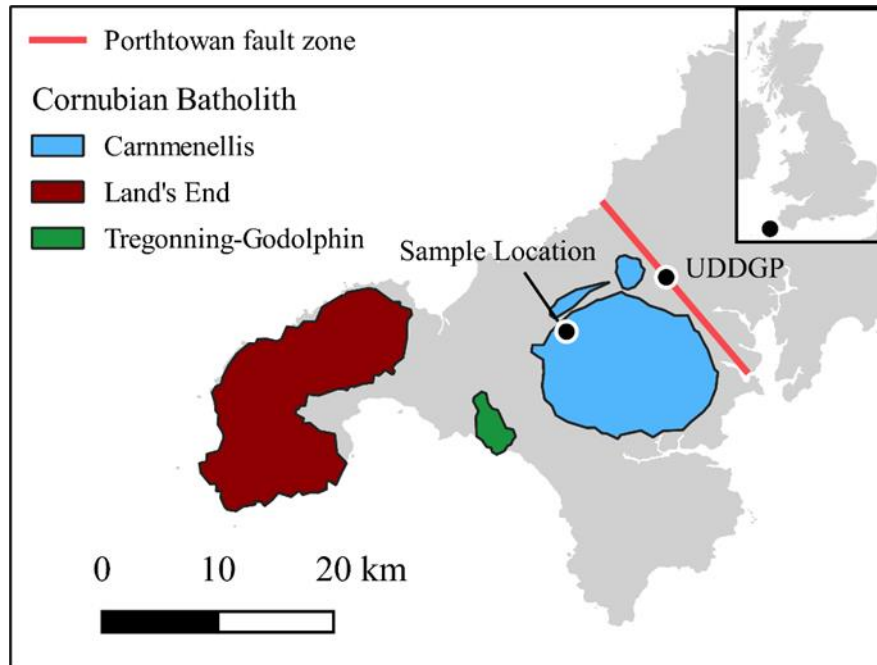 Porthtowan fault zone
Cornubian Batholith
Carnmenellis
Land's End
Tregonning-Godolphin
Sample Location
UDDGP
0 10 20 km